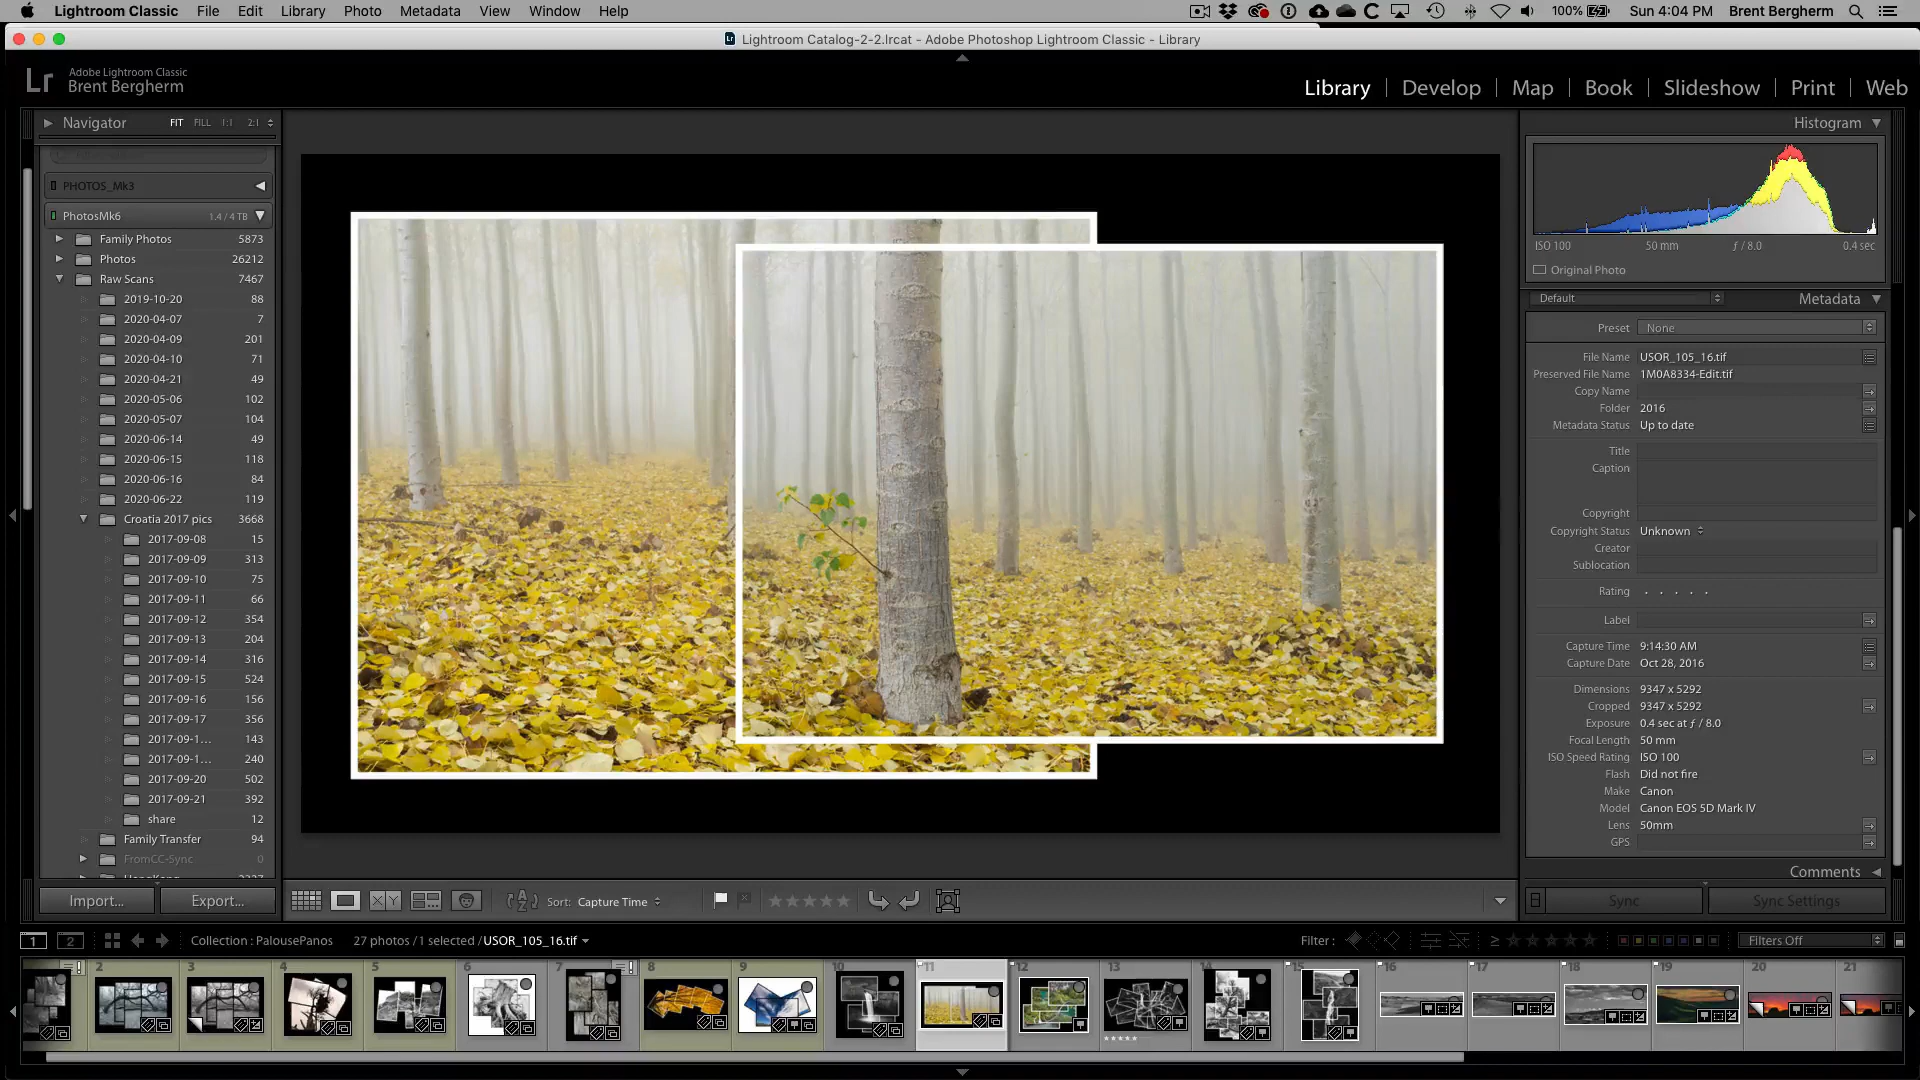 Lightroom Classic File Edit Library Photo Metadata View Window Help 100% Sun 4:04 PM Brent Bergherm
Lightroom Catalog-2-2.lrcat - Adobe Photoshop Lightroom Classic - Library
Lr Adobe Lightroom Classic
Brent Bergherm
Library | Develop | Map | Book | Slideshow | Print | Web
Navigator FIT FILL 1:1 2:1
PHOTOS_Mk3
PhotosMk6 1.4 / 4 TB
Family Photos 5873
Photos 26212
Raw Scans 7467
2019-10-20 88
2020-04-07 7
2020-04-09 201
2020-04-10 71
2020-04-21 49
2020-05-06 102
2020-05-07 104
2020-06-14 49
2020-06-15 118
2020-06-16 84
2020-06-22 119
Croatia 2017 pics 3668
2017-09-08 15
2017-09-09 313
2017-09-10 75
2017-09-11 66
2017-09-12 354
2017-09-13 204
2017-09-14 316
2017-09-15 524
2017-09-16 156
2017-09-17 356
2017-09-1... 143
2017-09-1... 240
2017-09-20 502
2017-09-21 392
share 12
Family Transfer 94
FromCC-Sync 0
Import... Export...
Histogram
ISO 100 50 mm ƒ / 8.0 0.4 sec
Original Photo
Default Metadata
Preset None
File Name USOR_105_16.tif
Preserved File Name 1M0A8334-Edit.tif
Copy Name
Folder 2016
Metadata Status Up to date
Title
Caption
Copyright
Copyright Status Unknown
Creator
Sublocation
Rating . . . . .
Label
Capture Time 9:14:30 AM
Capture Date Oct 28, 2016
Dimensions 9347 x 5292
Cropped 9347 x 5292
Exposure 0.4 sec at ƒ / 8.0
Focal Length 50 mm
ISO Speed Rating ISO 100
Flash Did not fire
Make Canon
Model Canon EOS 5D Mark IV
Lens 50mm
GPS
Comments
Sync Sync Settings
XY Sort: Capture Time
1 2 Collection : PalousePanos 27 photos / 1 selected / USOR_105_16.tif Filter : ≥ Filters Off
2 3 4 5 6 7 8 9 10 11 12 13 14 15 16 17 18 19 20 21